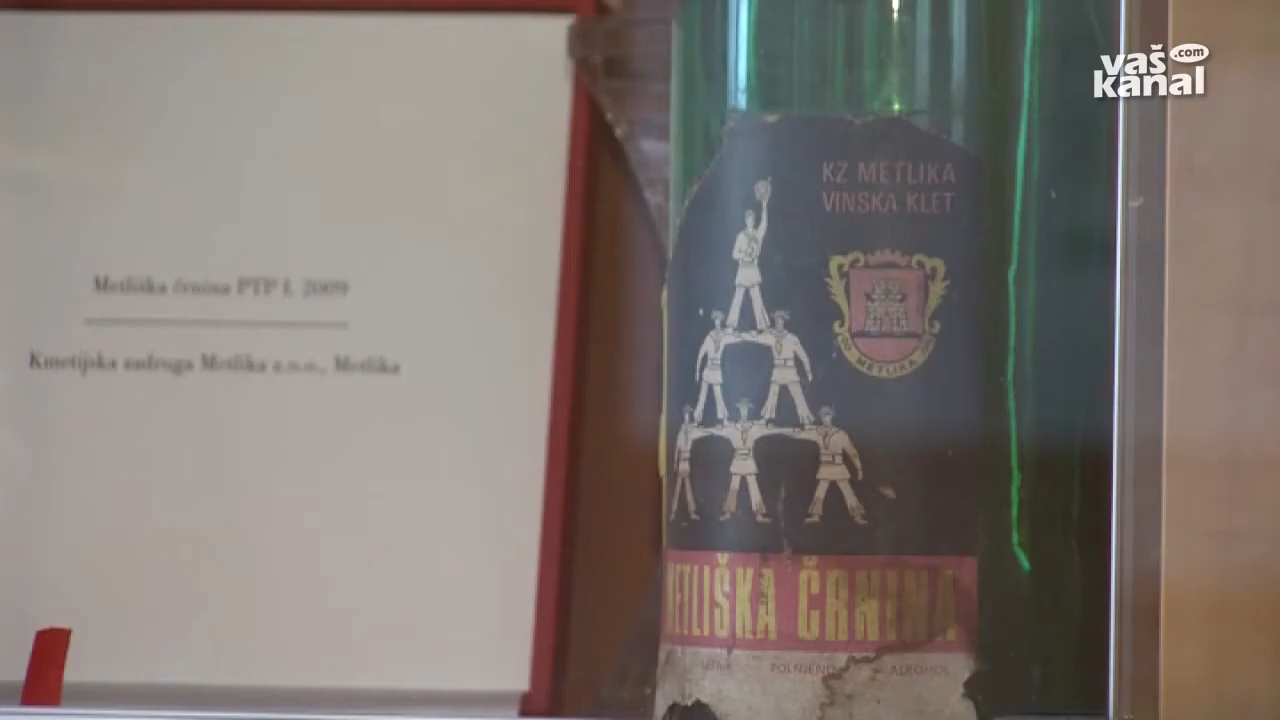 vaš .com
kanal
Metliška črnina PTP L 2009
Kmetijska zadruga Metlika z.o.o., Metlika
KZ METLIKA
VINSKA KLET
METLIKA
METLIŠKA ČRNINA
POLNJENO ALKOHOL